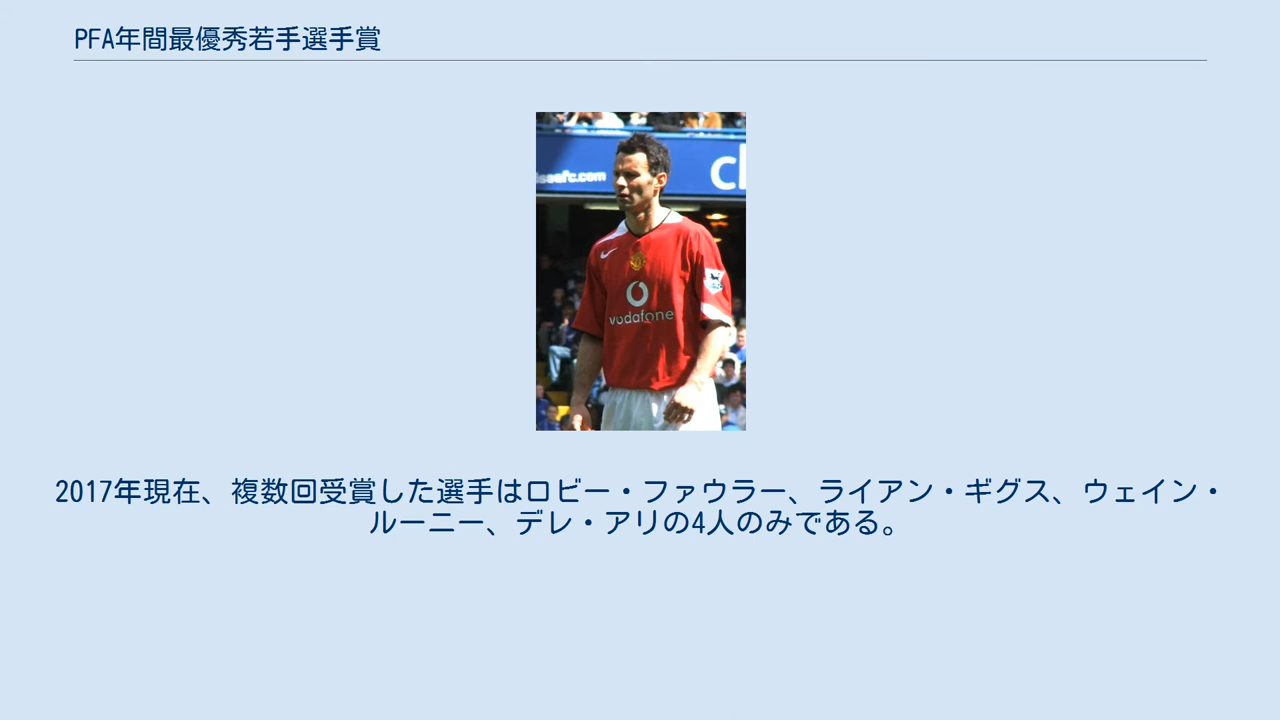 PFA年間最優秀若手選手賞
ssafc.com
vodafone
2017年現在、複数回受賞した選手はロビー・ファウラー、ライアン・ギグス、ウェイン・
ルーニー、デレ・アリの4人のみである。